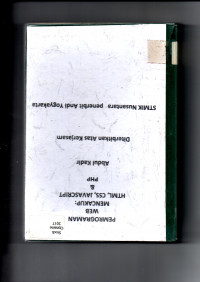 PEMROGRAMAN
WEB
MENCAKUP:
HTML, CSS, JAVASCRIPT
&
PHP
Abdul Kadir
Diterbitkan Atas Kerjasam
STMIK Nusantara penerbit Andi Yogyakarta